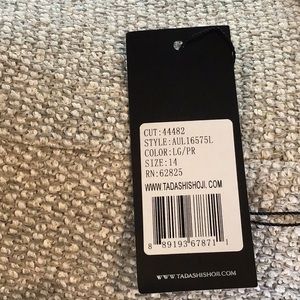 CUT:44482
STYLE:AUL16575L
COLOR:LG/PR
SIZE:14
RN:62825
WWW.TADASHISHOJI.COM
8 89193 67871 1
WWW.TADASHISHOJI.COM